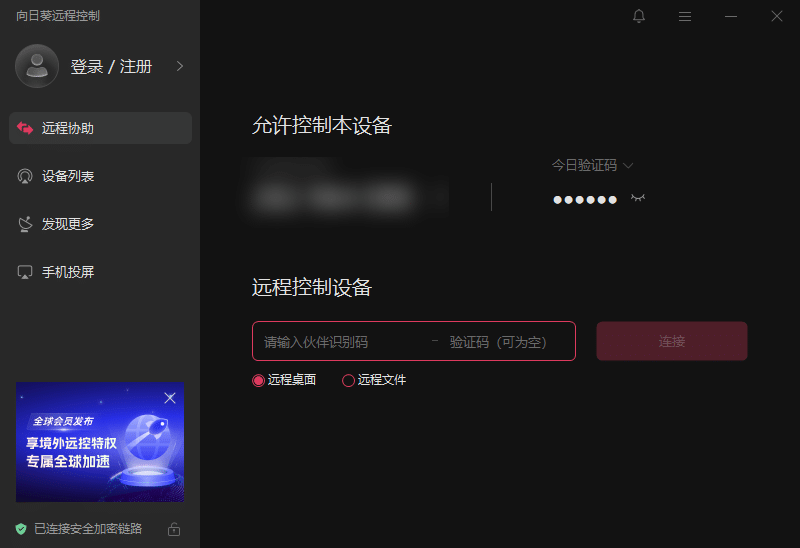 向日葵远程控制
登录 / 注册
远程协助
设备列表
发现更多
手机投屏
全球会员发布
享境外远控特权
专属全球加速
已连接安全加密链路
允许控制本设备
今日验证码
●●●●●●
远程控制设备
请输入伙伴识别码 - 验证码（可为空）
连接
远程桌面 远程文件